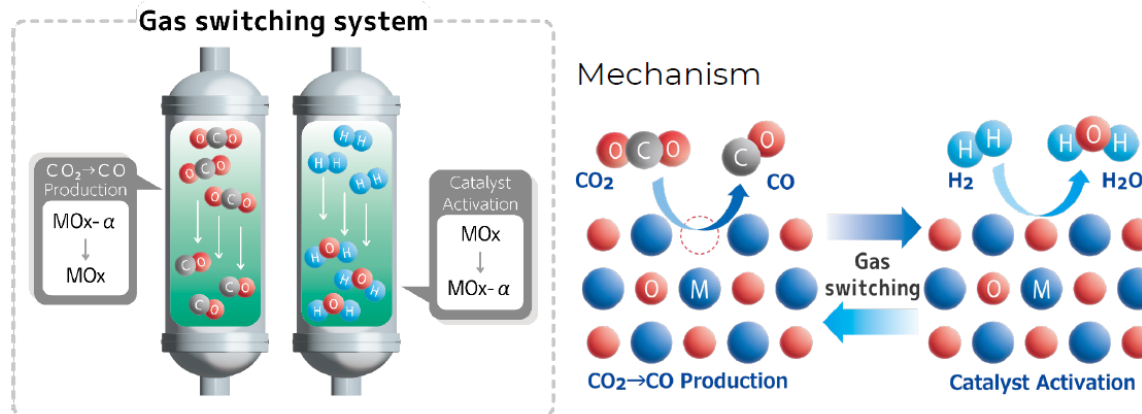 Gas switching system
CO₂→CO
Production
MOx-α
↓
MOx
O C O
O C O
O C O
C O
C O
C O
H H
H H
H H
H O H
H O H
H O H
Catalyst
Activation
MOx
↓
MOx-α
Mechanism
O C O
CO₂
C O
CO
H H
H2
H O H
H2O
O M
Gas
switching
O M
CO₂→CO Production
Catalyst Activation